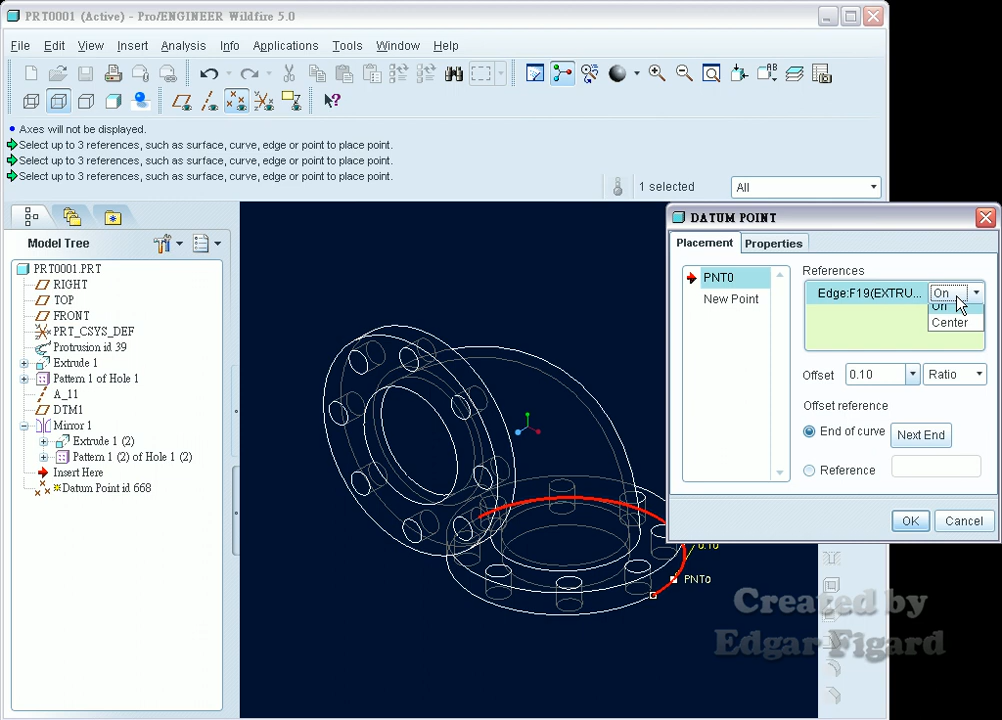 PRT0001 (Active) - Pro/ENGINEER Wildfire 5.0
File Edit View Insert Analysis Info Applications Tools Window Help
Axes will not be displayed.
Select up to 3 references, such as surface, curve, edge or point to place point.
Select up to 3 references, such as surface, curve, edge or point to place point.
Select up to 3 references, such as surface, curve, edge or point to place point.
1 selected
All
Model Tree
PRT0001.PRT
RIGHT
TOP
FRONT
PRT_CSYS_DEF
Protrusion id 39
Extrude 1
Pattern 1 of Hole 1
A_11
DTM1
Mirror 1
Extrude 1 (2)
Pattern 1 (2) of Hole 1 (2)
Insert Here
Datum Point id 668
DATUM POINT
Placement Properties
PNT0
New Point
References
Edge:F19(EXTRU... On
On
Center
Offset 0.10 Ratio
Offset reference
End of curve Next End
Reference
OK Cancel
0.10
PNT0
Created by
Edgar Figard